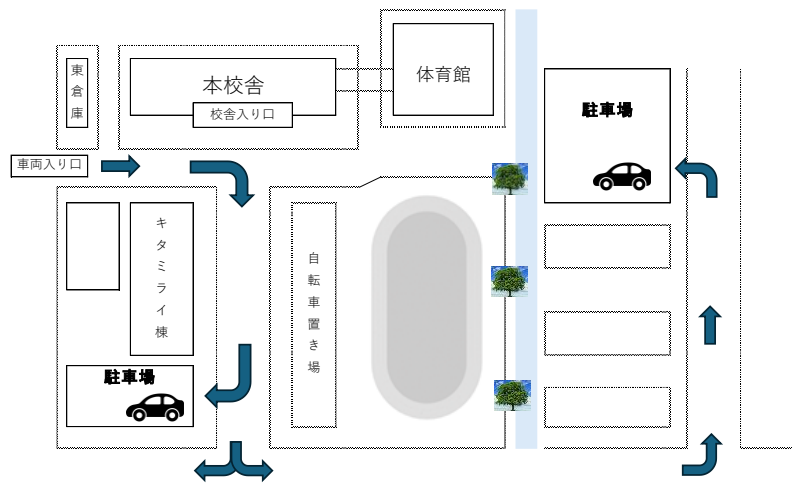 東倉庫
本校舎
校舎入り口
体育館
駐車場
車両入り口
キタミライ棟
自転車置き場
駐車場